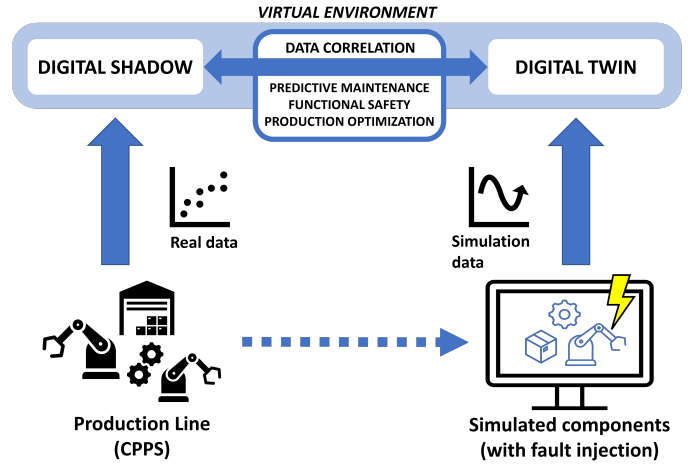 VIRTUAL ENVIRONMENT
DIGITAL SHADOW
DATA CORRELATION
PREDICTIVE MAINTENANCE
FUNCTIONAL SAFETY
PRODUCTION OPTIMIZATION
DIGITAL TWIN
Real data
Simulation
data
Production Line
(CPPS)
Simulated components
(with fault injection)